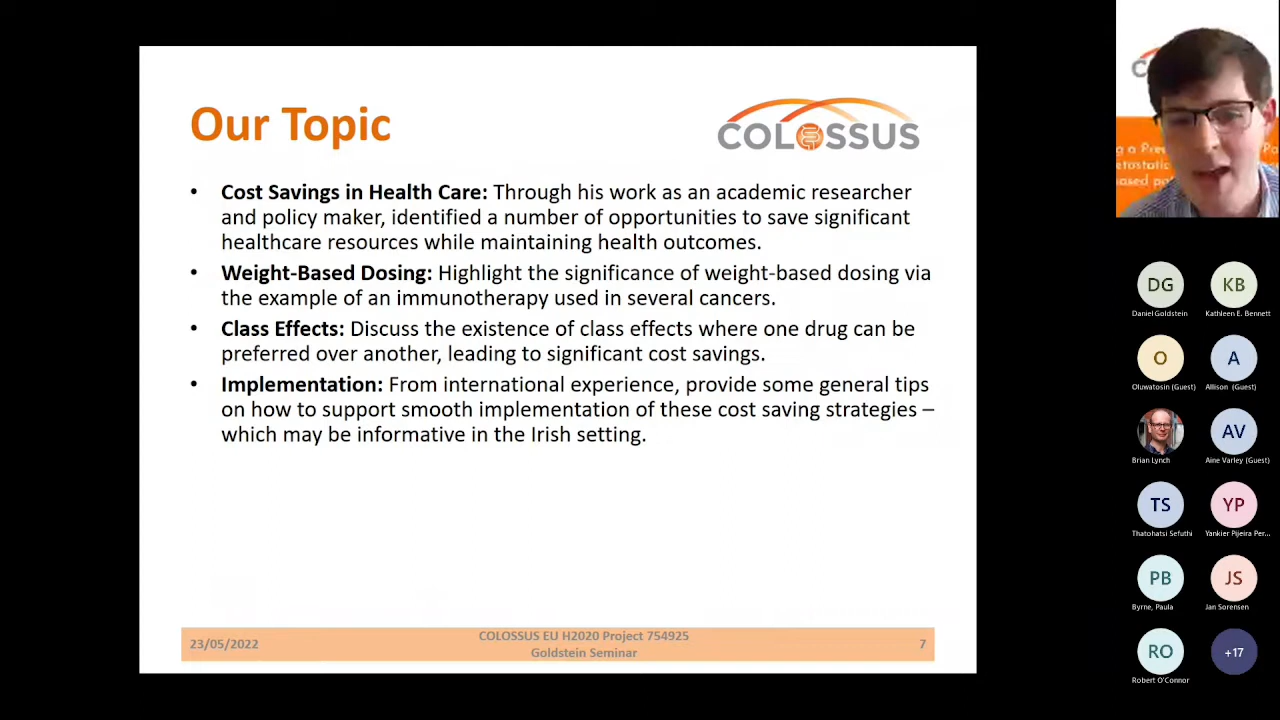 Our Topic
COLOSSUS
• Cost Savings in Health Care: Through his work as an academic researcher
and policy maker, identified a number of opportunities to save significant
healthcare resources while maintaining health outcomes.
• Weight-Based Dosing: Highlight the significance of weight-based dosing via
the example of an immunotherapy used in several cancers.
• Class Effects: Discuss the existence of class effects where one drug can be
preferred over another, leading to significant cost savings.
• Implementation: From international experience, provide some general tips
on how to support smooth implementation of these cost saving strategies –
which may be informative in the Irish setting.
23/05/2022
COLOSSUS EU H2020 Project 754925
Goldstein Seminar
7
DG
KB
Daniel Goldstein
Kathleen E. Bennett
O
A
Oluwatosin (Guest)
Allison (Guest)
AV
Brian Lynch
Aine Varley (Guest)
TS
YP
Thatohatsi Sefuthi
Yankier Pijeira Per...
PB
JS
Byrne, Paula
Jan Sorensen
RO
+17
Robert O'Connor